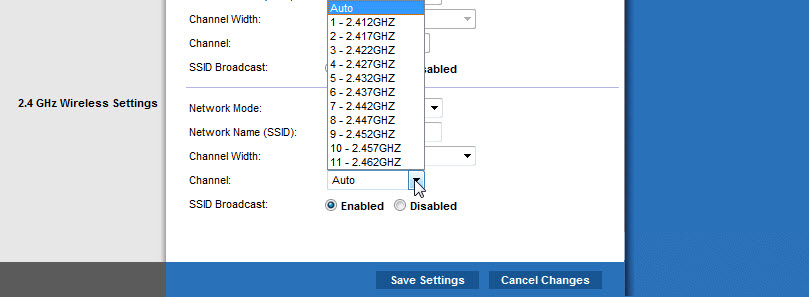 Auto
Channel Width:
1 - 2.412GHZ
2 - 2.417GHZ
Channel:
3 - 2.422GHZ
4 - 2.427GHZ
SSID Broadcast:
5 - 2.432GHZ
6 - 2.437GHZ
2.4 GHz Wireless Settings
Network Mode:
7 - 2.442GHZ
8 - 2.447GHZ
Network Name (SSID):
9 - 2.452GHZ
10 - 2.457GHZ
Channel Width:
11 - 2.462GHZ
Channel:
Auto
SSID Broadcast:
Enabled
Disabled
Save Settings
Cancel Changes